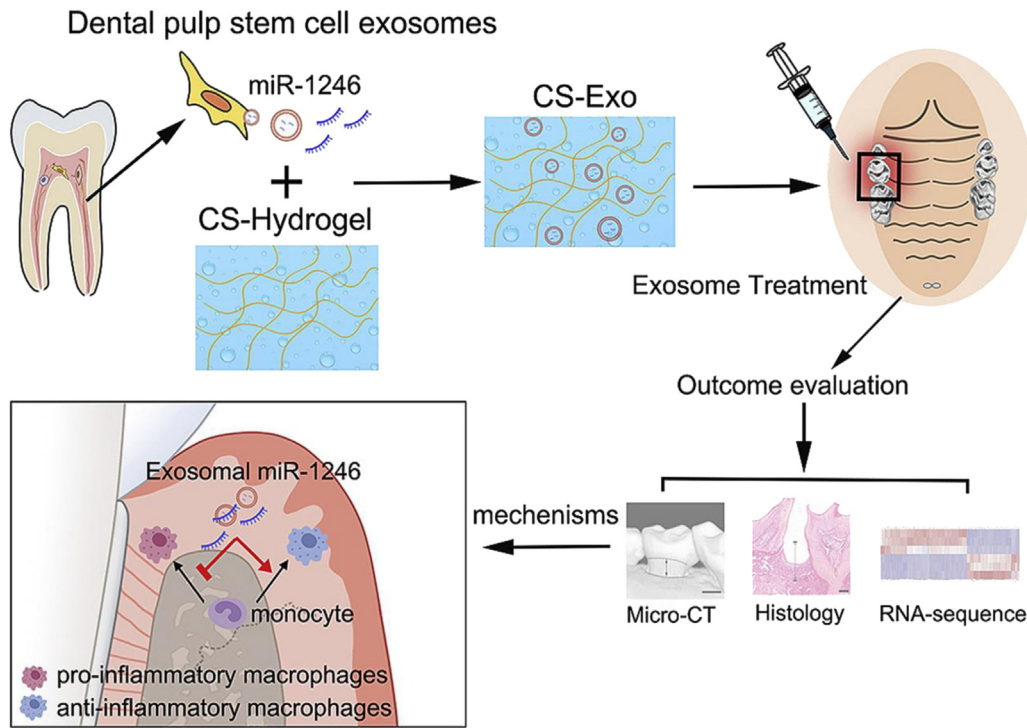 Dental pulp stem cell exosomes
miR-1246
+
CS-Hydrogel
CS-Exo
Exosome Treatment
Outcome evaluation
Micro-CT
Histology
RNA-sequence
mechenisms
Exosomal miR-1246
monocyte
pro-inflammatory macrophages
anti-inflammatory macrophages